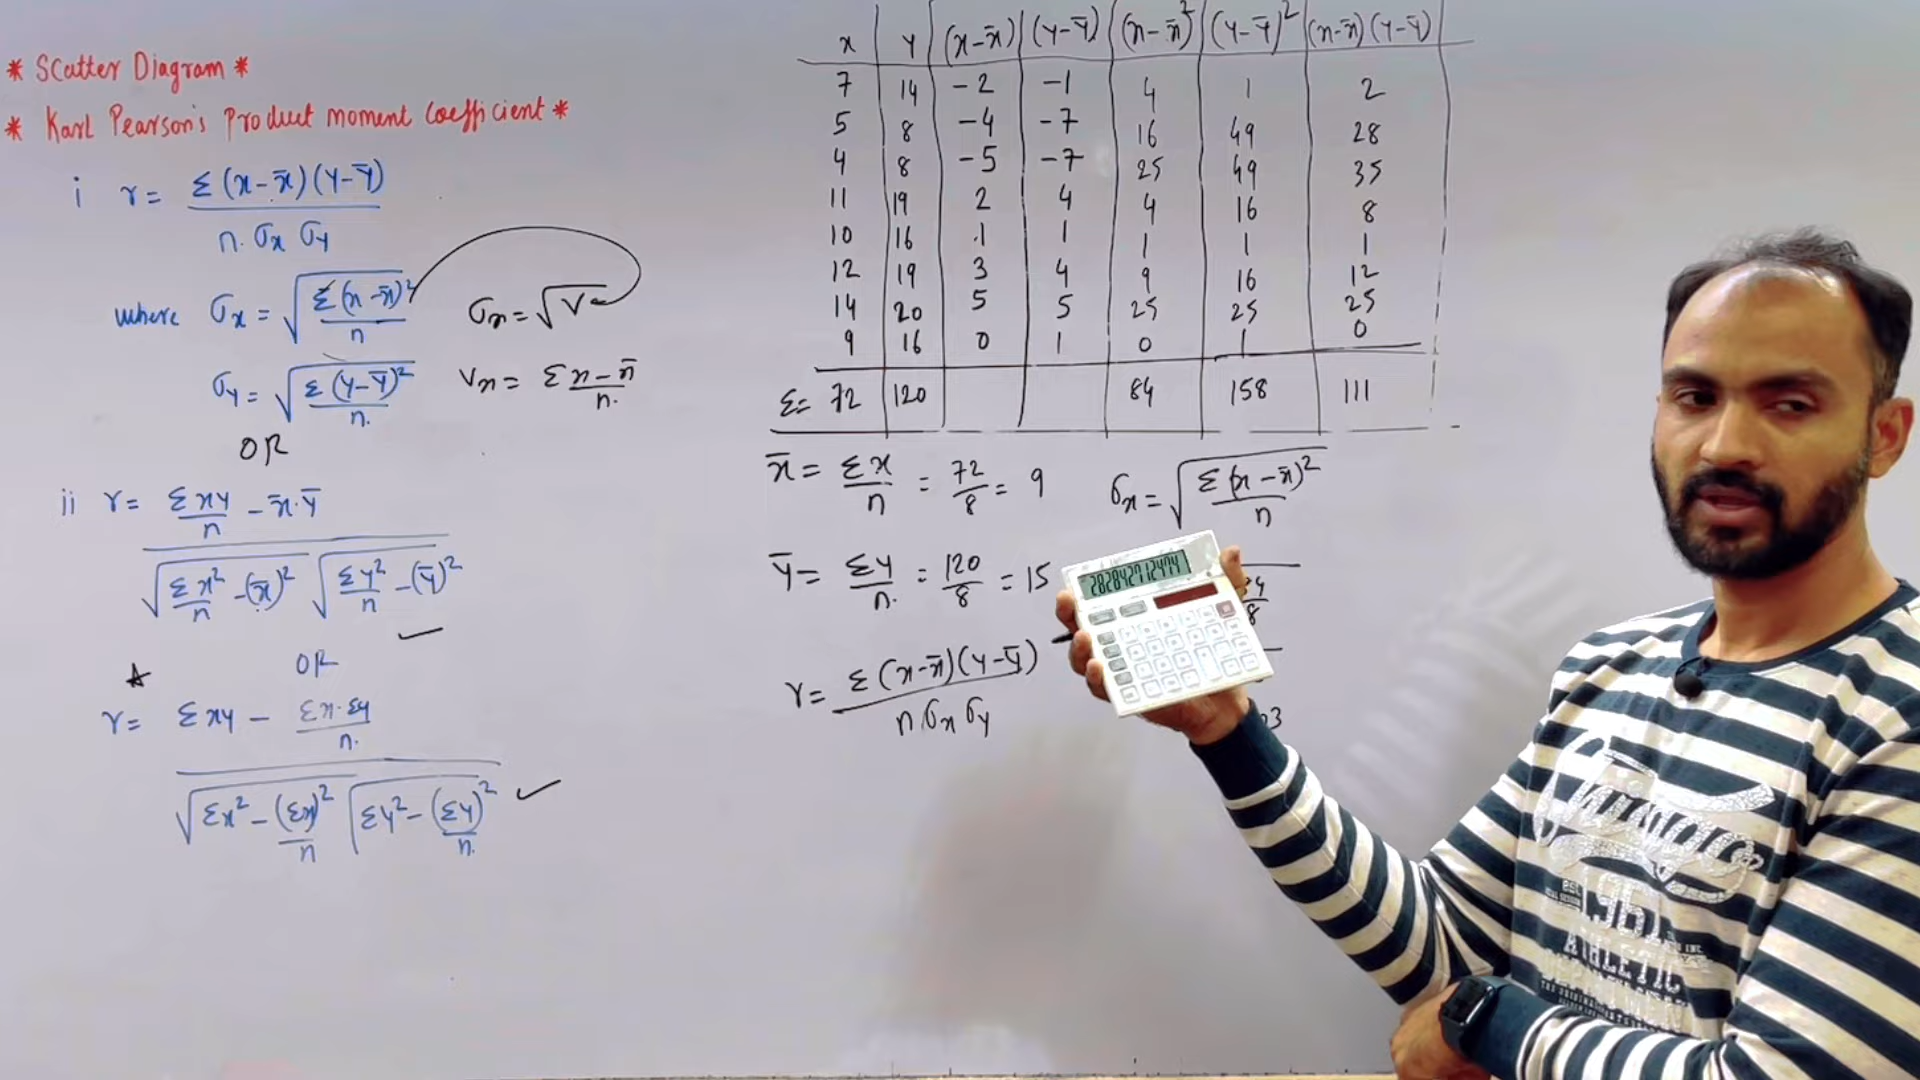 * Scatter Diagram *
* Karl Pearson's Product moment Coefficient *
i r = Σ(x-x̄)(y-ȳ)
n. σx σy
where σx = √Σ(x-x̄)²
n
σx = √V
σy = √Σ(y-ȳ)²
n.
Vx = Σ x-x̄
n.
OR
ii r = Σxy - x̄.ȳ
n
√Σx² -(x̄)² √Σy² -(ȳ)²
n n
OR
r = Σxy - Σx.Σy
n.
√Σx² - (Σx)² √Σy² - (Σy)²
n n.
x y (x-x̄) (y-ȳ) (x-x̄)² (y-ȳ)² (x-x̄)(y-ȳ)
7 14 -2 -1 4 1 2
5 8 -4 -7 16 49 28
4 8 -5 -7 25 49 35
11 19 2 4 4 16 8
10 16 1 1 1 1 1
12 19 3 4 9 16 12
14 20 5 5 25 25 25
9 16 0 1 0 1 0
Σ= 72 120 84 158 111
x̄ = Σx = 72 = 9
n 8
σx = √Σ(x-x̄)²
n
ȳ = Σy = 120 = 15
n. 8
8
r = Σ(x-x̄)(y-ȳ)
n.σx σy
3
ATHLETIC